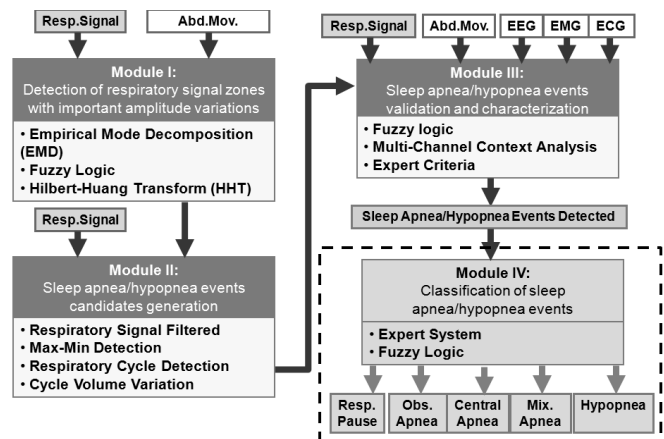 Resp.Signal
Abd.Mov.
Module I:
Detection of respiratory signal zones
with important amplitude variations
• Empirical Mode Decomposition
(EMD)
• Fuzzy Logic
• Hilbert-Huang Transform (HHT)
Resp.Signal
Module II:
Sleep apnea/hypopnea events
candidates generation
• Respiratory Signal Filtered
• Max-Min Detection
• Respiratory Cycle Detection
• Cycle Volume Variation
Resp.Signal
Abd.Mov.
EEG
EMG
ECG
Module III:
Sleep apnea/hypopnea events
validation and characterization
• Fuzzy logic
• Multi-Channel Context Analysis
• Expert Criteria
Sleep Apnea/Hypopnea Events Detected
Module IV:
Classification of sleep
apnea/hypopnea events
• Expert System
• Fuzzy Logic
Resp.
Pause
Obs.
Apnea
Central
Apnea
Mix.
Apnea
Hypopnea